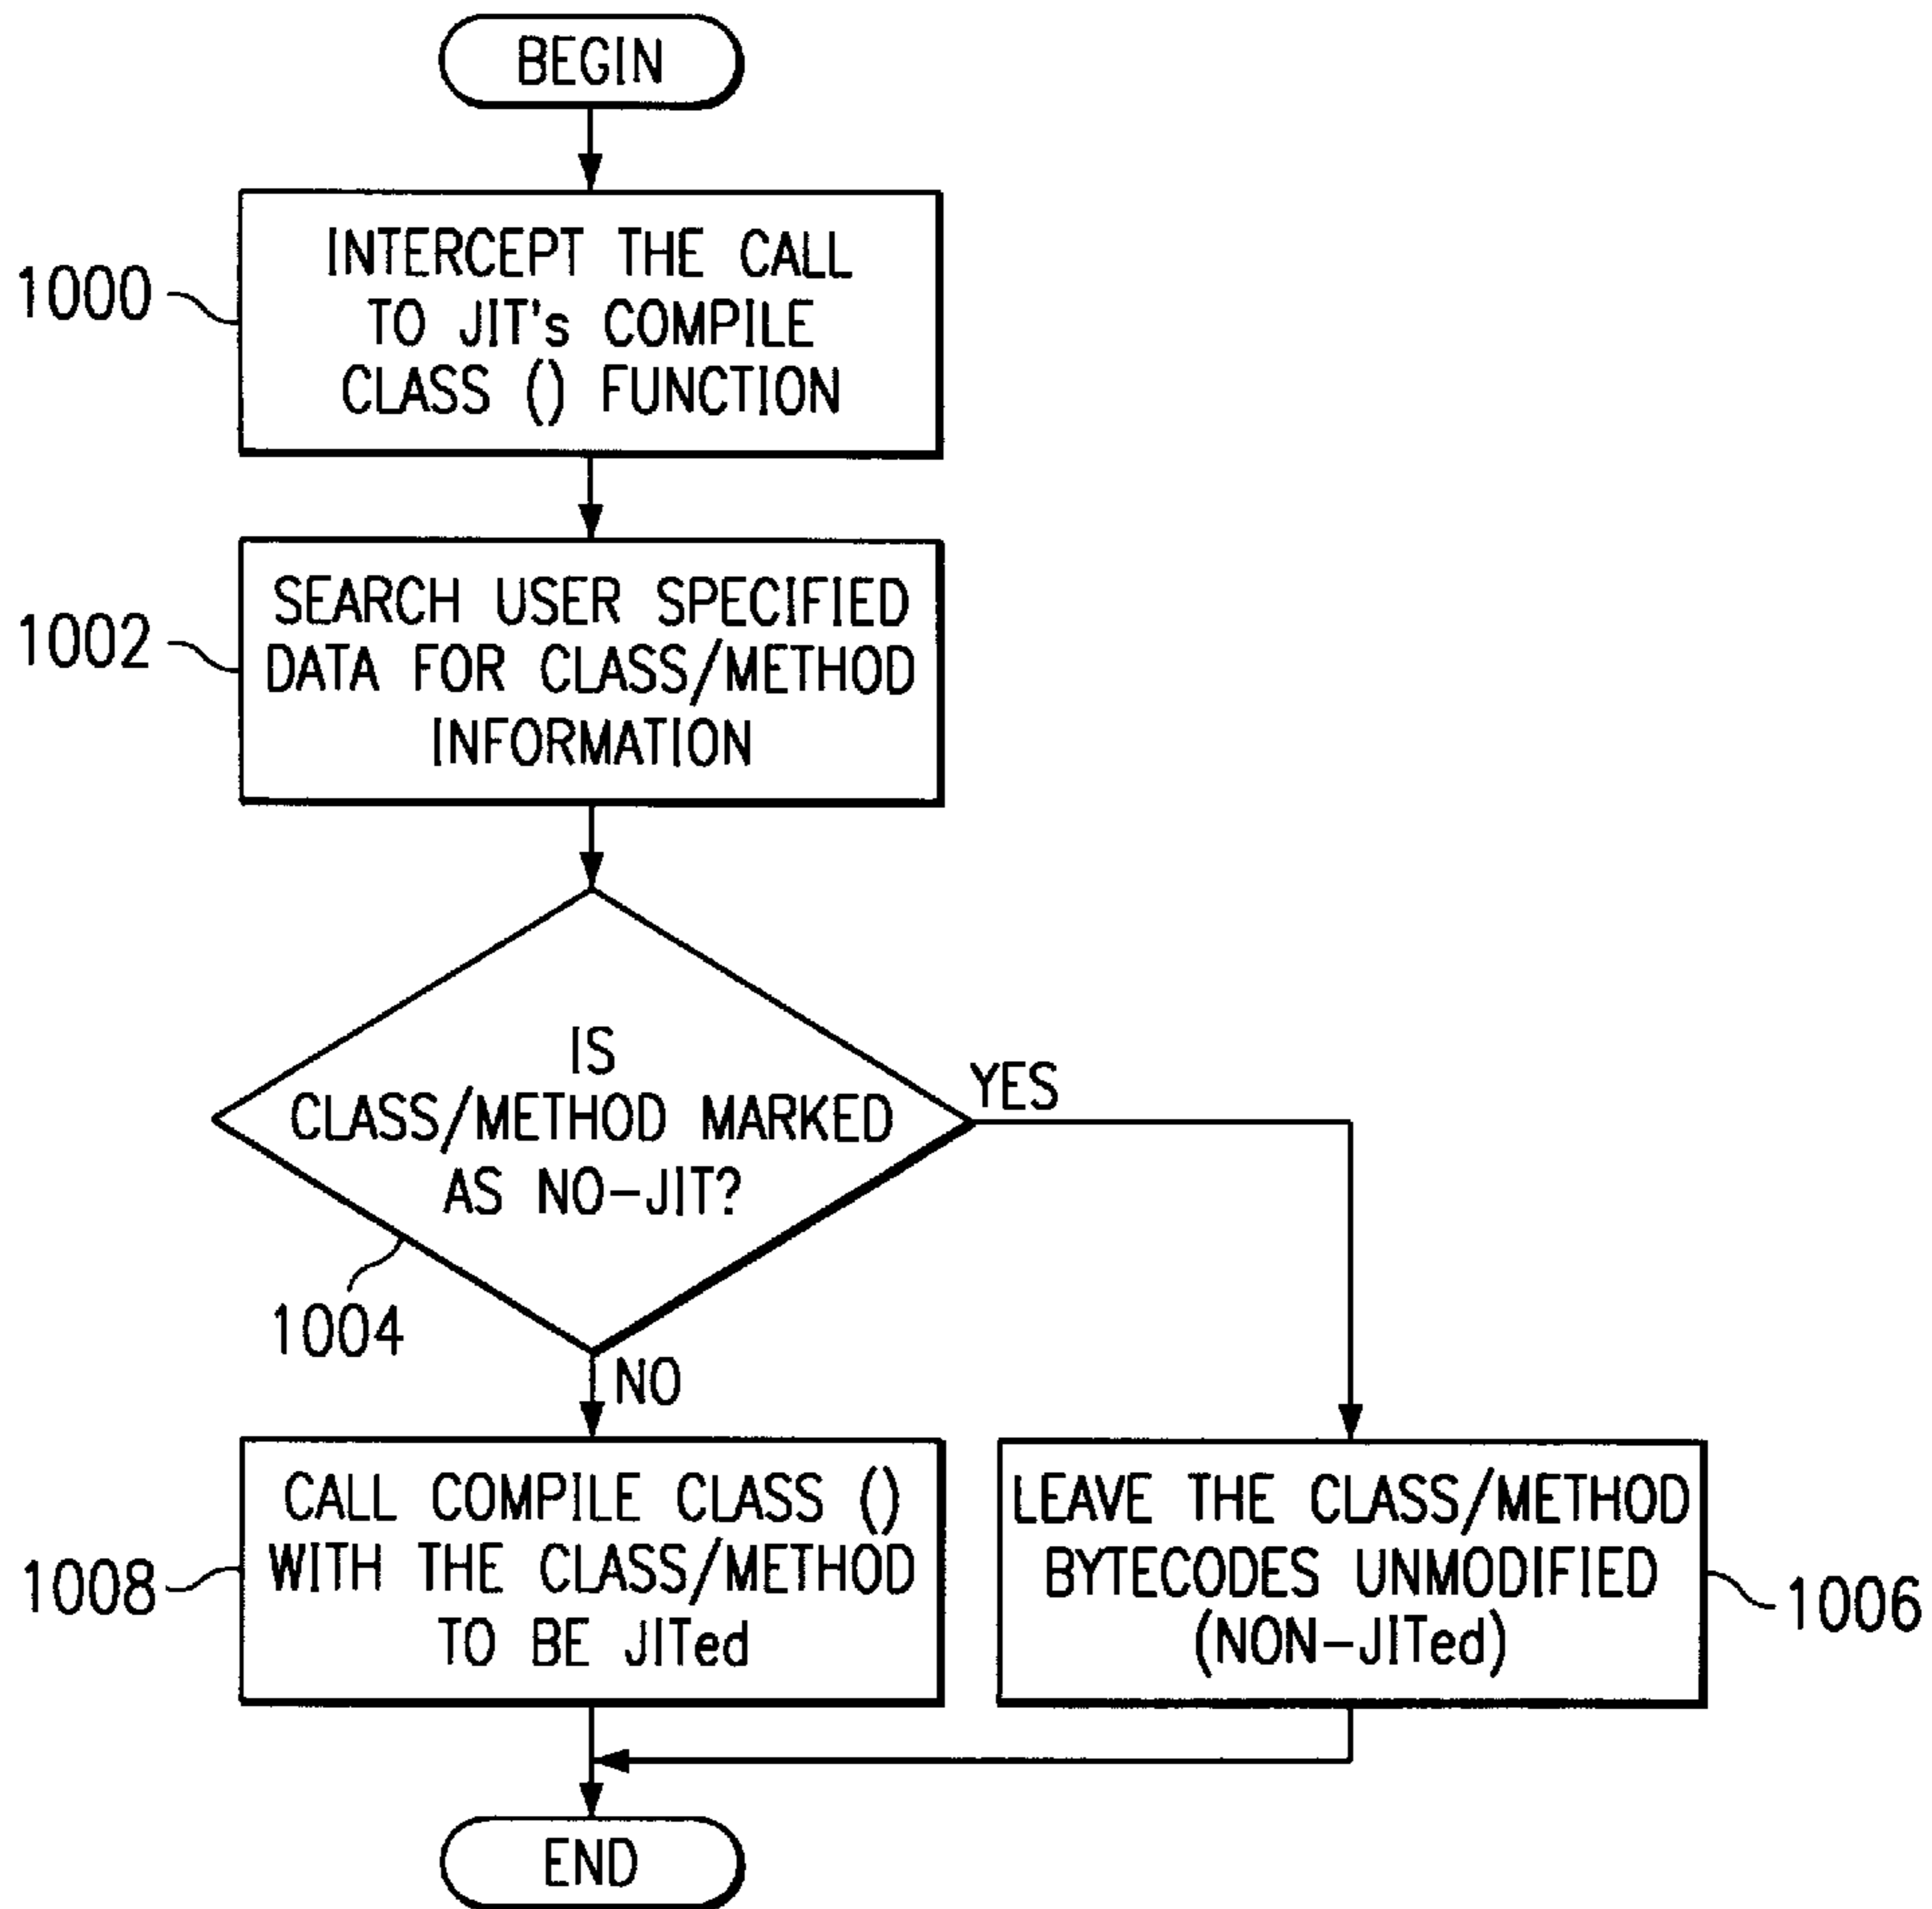 BEGIN
1000
INTERCEPT THE CALL
TO JIT's COMPILE
CLASS () FUNCTION
1002
SEARCH USER SPECIFIED
DATA FOR CLASS/METHOD
INFORMATION
IS
CLASS/METHOD MARKED
AS NO-JIT?
YES
1004
NO
1008
CALL COMPILE CLASS ()
WITH THE CLASS/METHOD
TO BE JITed
LEAVE THE CLASS/METHOD
BYTECODES UNMODIFIED
(NON-JITed)
1006
END